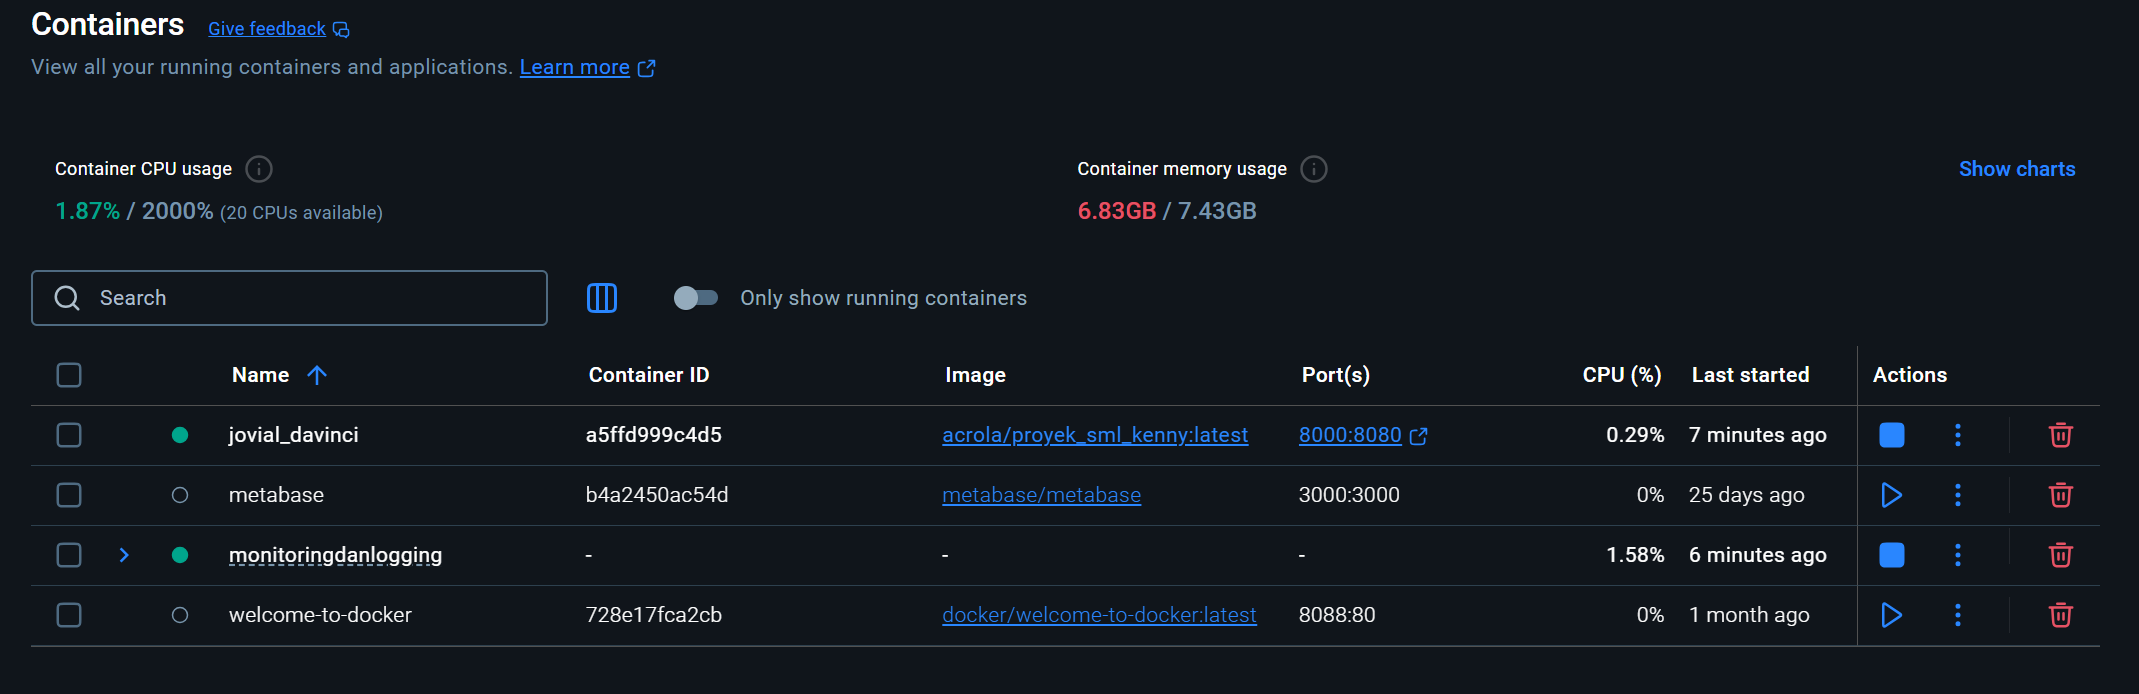 Containers Give feedback
View all your running containers and applications. Learn more
Container CPU usage
1.87% / 2000% (20 CPUs available)
Container memory usage
6.83GB / 7.43GB
Show charts
Search
Only show running containers
Name Container ID Image Port(s) CPU (%) Last started Actions
jovial_davinci a5ffd999c4d5 acrola/proyek_sml_kenny:latest 8000:8080 0.29% 7 minutes ago
metabase b4a2450ac54d metabase/metabase 3000:3000 0% 25 days ago
monitoringdanlogging - - - 1.58% 6 minutes ago
welcome-to-docker 728e17fca2cb docker/welcome-to-docker:latest 8088:80 0% 1 month ago